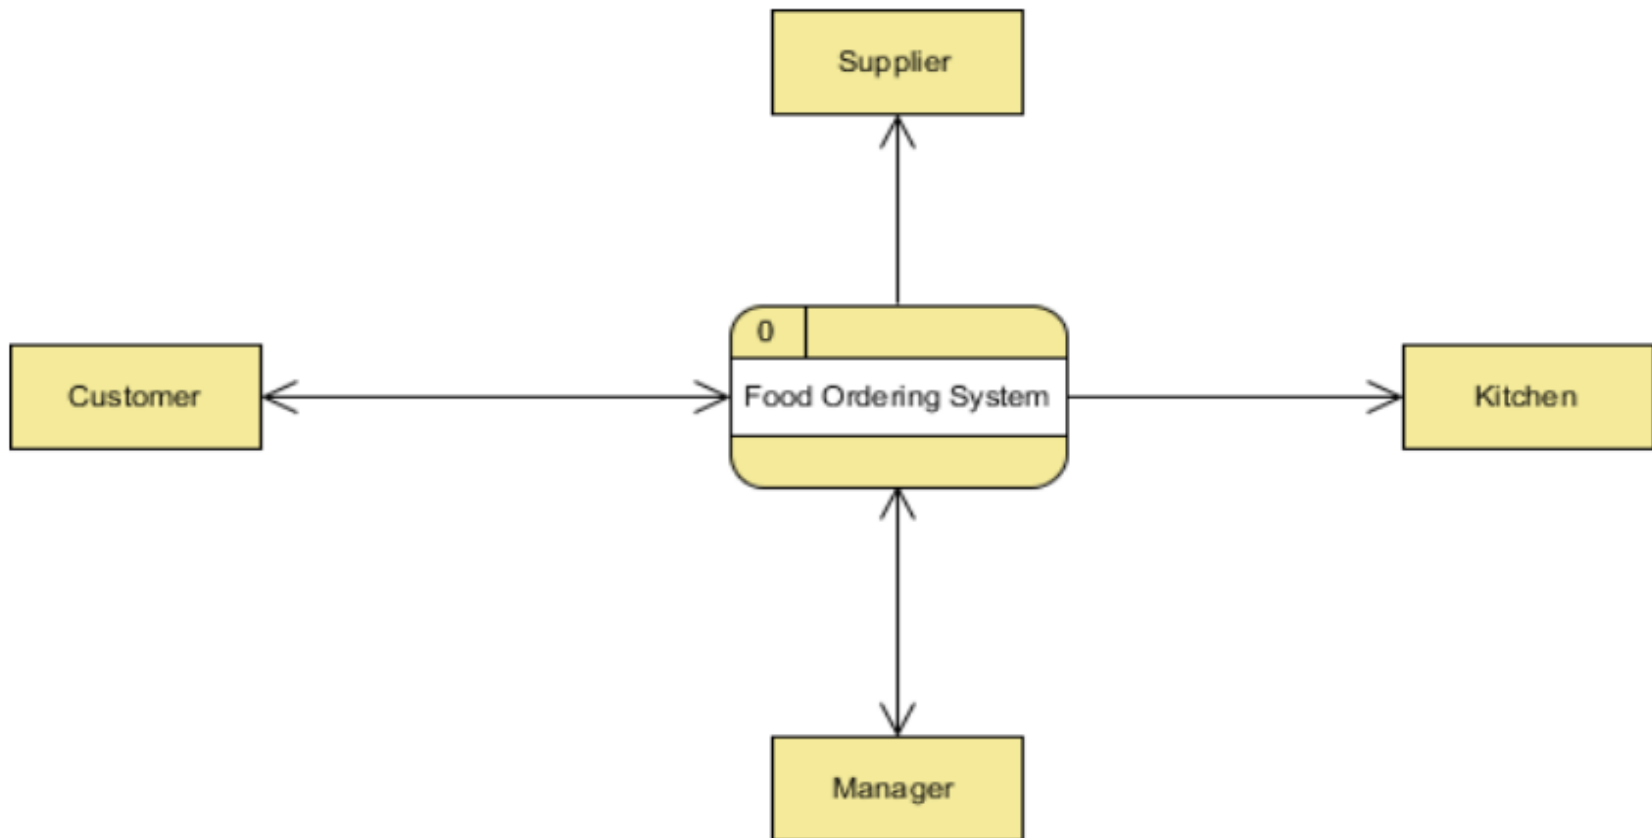 Supplier
0
Customer
Food Ordering System
Kitchen
Manager